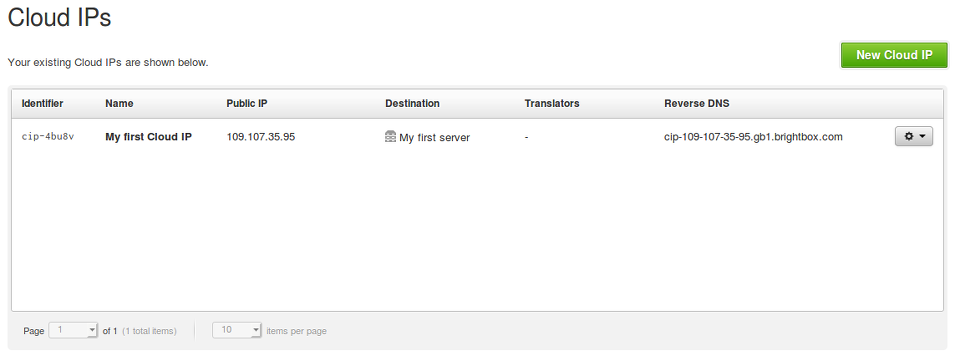 Cloud IPs
New Cloud IP
Your existing Cloud IPs are shown below.
Identifier Name Public IP Destination Translators Reverse DNS
cip-4bu8v My first Cloud IP 109.107.35.95 My first server - cip-109-107-35-95.gb1.brightbox.com
Page 1 of 1 (1 total items) 10 items per page